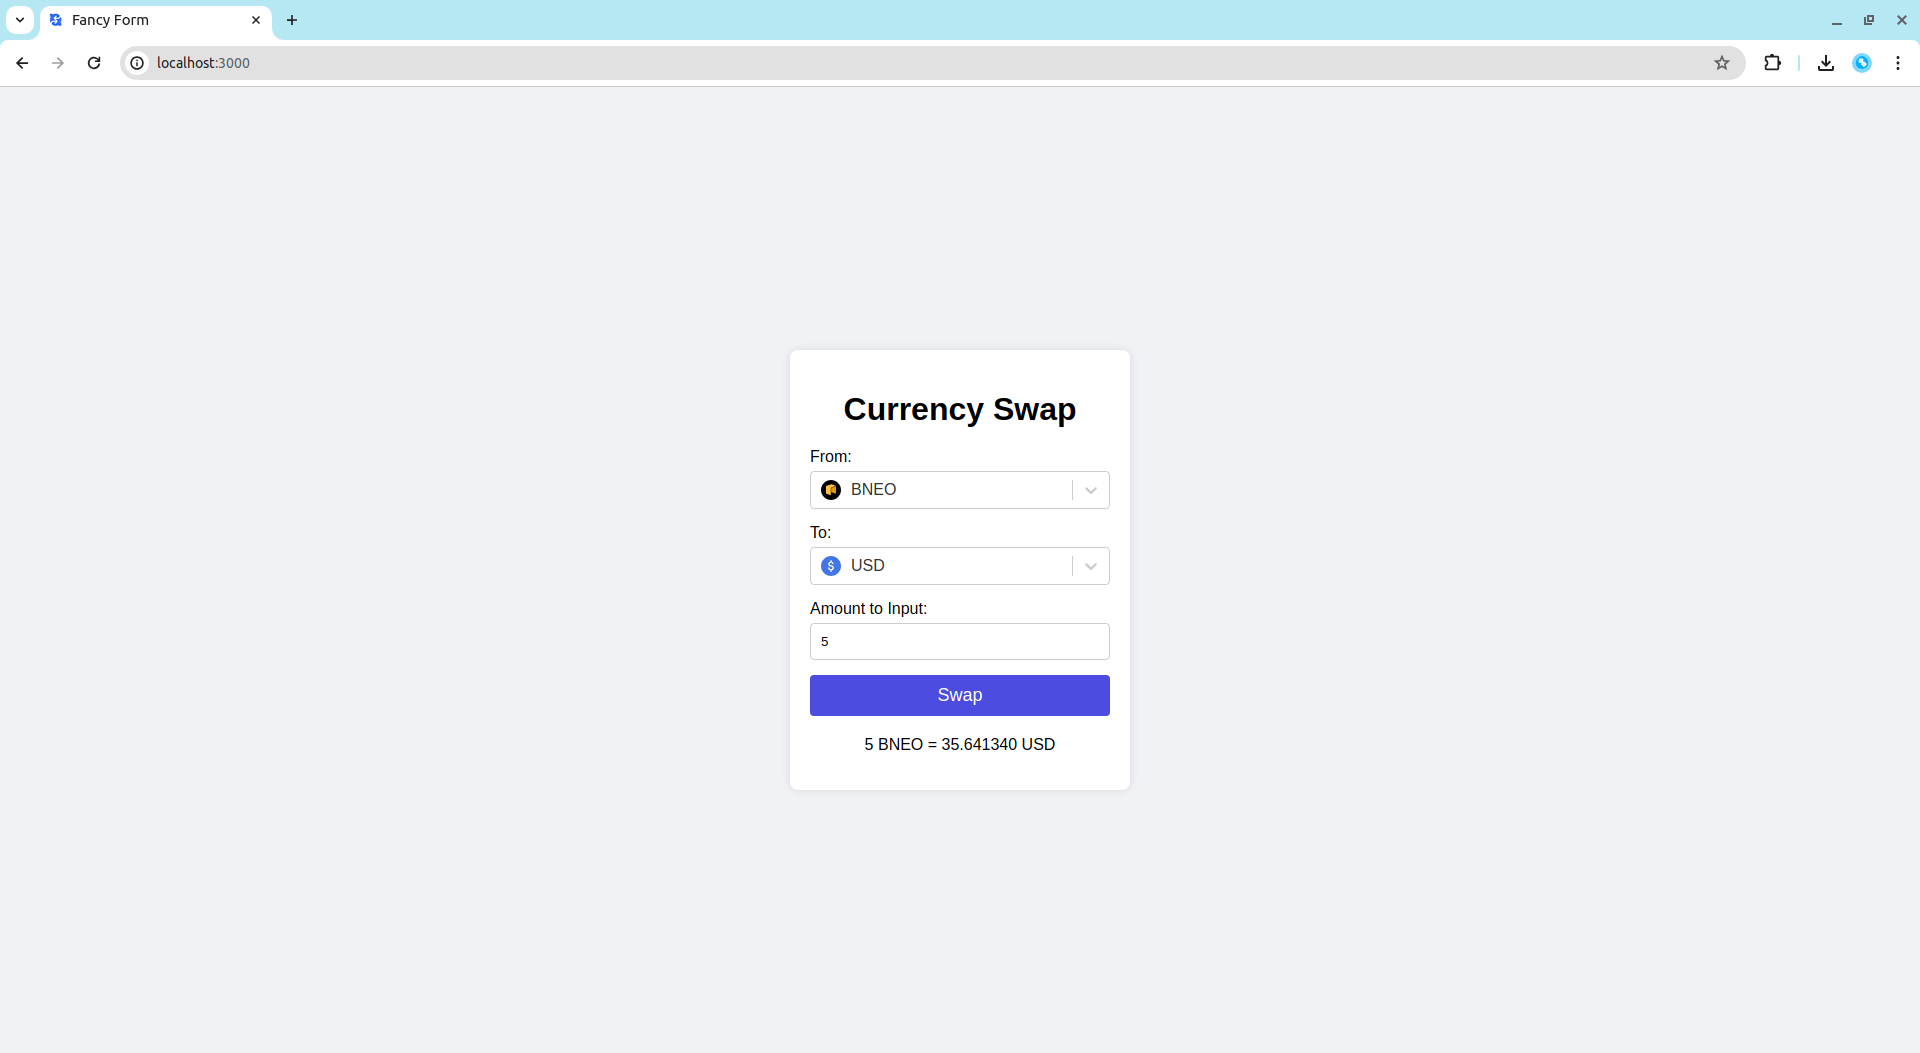 Fancy Form
localhost:3000
Currency Swap
From:
BNEO
To:
USD
Amount to Input:
5
Swap
5 BNEO = 35.641340 USD